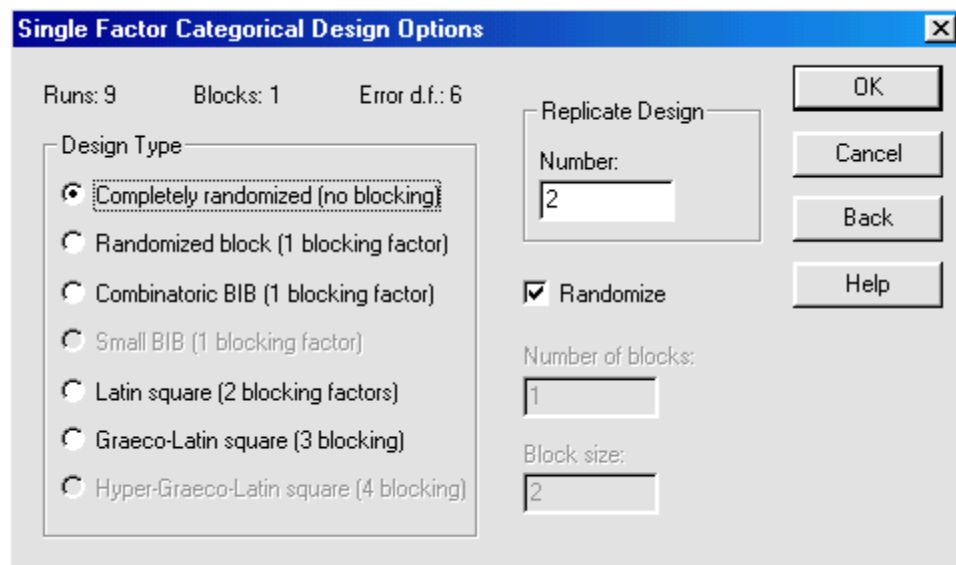 Single Factor Categorical Design Options
Runs: 9 Blocks: 1 Error d.f.: 6
Design Type
Completely randomized (no blocking)
Randomized block (1 blocking factor)
Combinatoric BIB (1 blocking factor)
Small BIB (1 blocking factor)
Latin square (2 blocking factors)
Graeco-Latin square (3 blocking)
Hyper-Graeco-Latin square (4 blocking)
Replicate Design
Number:
2
Randomize
Number of blocks:
1
Block size:
2
OK
Cancel
Back
Help